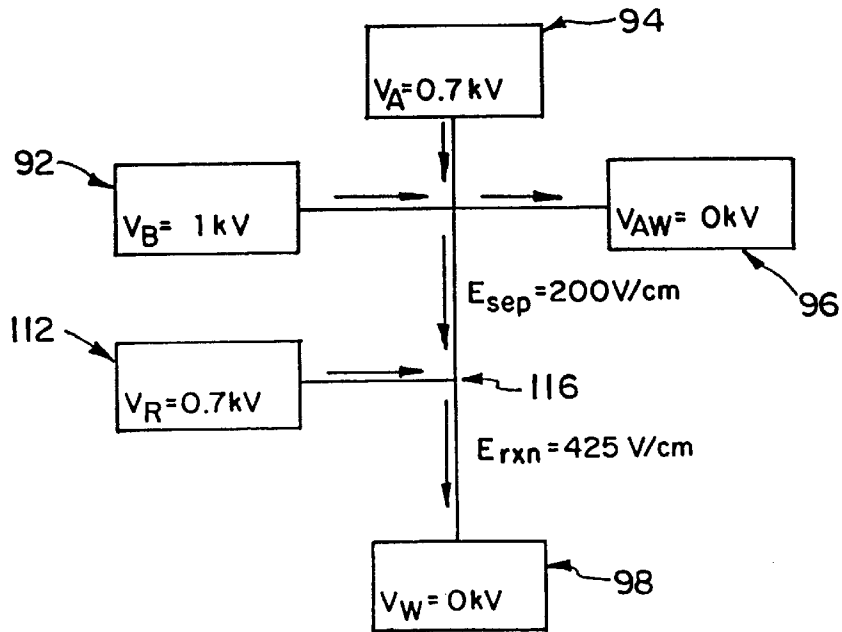 94
V_A=0.7kV
92
V_B= 1kV
V_AW= 0kV
E_sep=200V/cm
96
112
V_R=0.7kV
116
E_rxn=425 V/cm
V_W=0kV
98